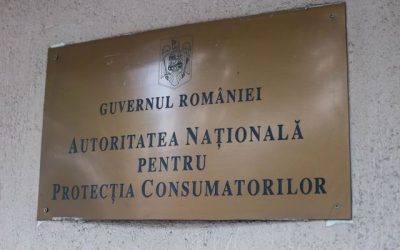 GUVERNUL ROMÂNIEI
AUTORITATEA NAȚIONALĂ
PENTRU
PROTECȚIA CONSUMATORILOR